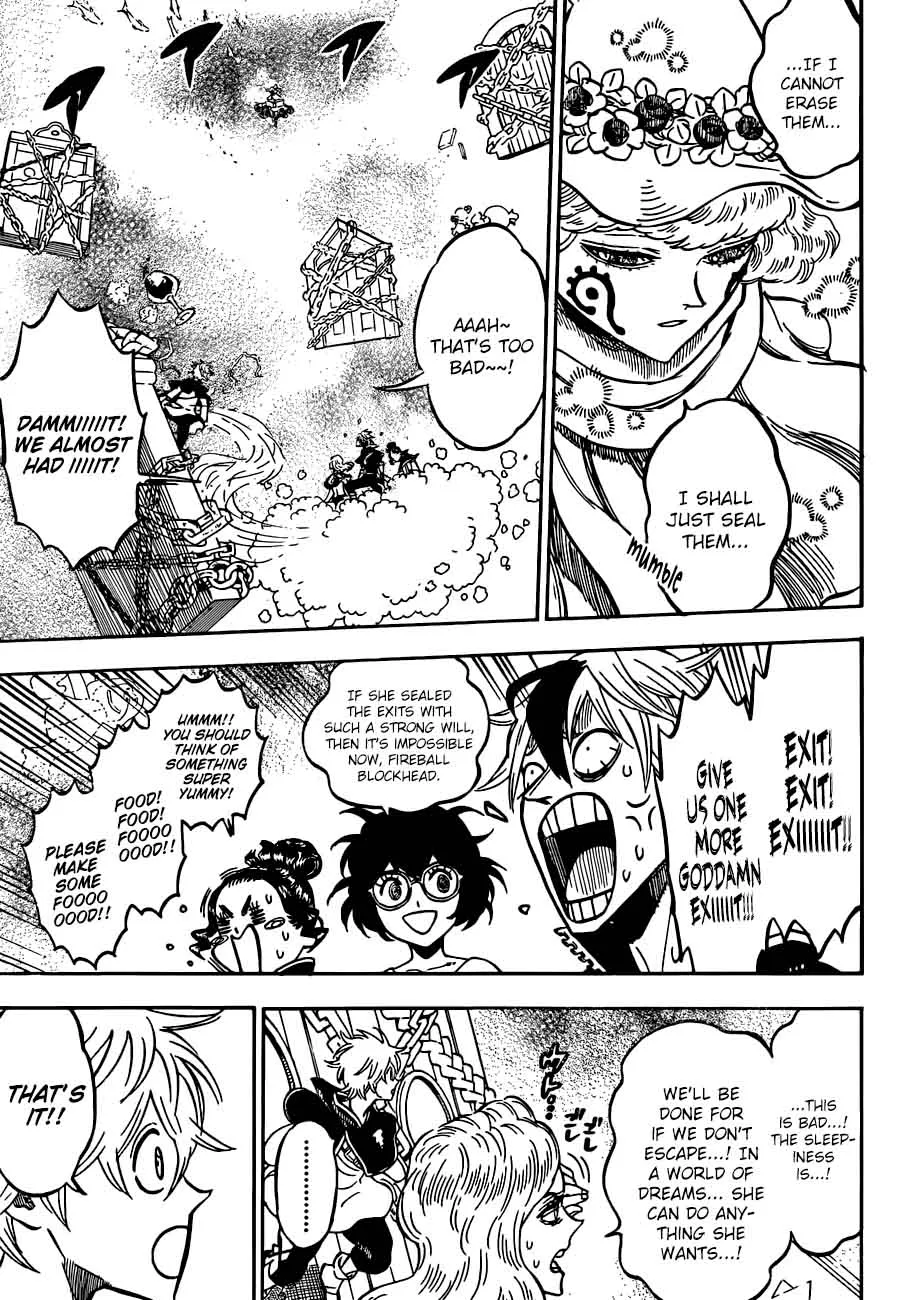 ...IF I
CANNOT
ERASE
THEM...
I SHALL
JUST SEAL
THEM...
mumble
AAAH~
THAT'S TOO
BAD~~!
DAMMIIIIIT!
WE ALMOST
HAD IIIIIT!
EXIT!
EXIT!
EXIIIIIIT!!
GIVE
US ONE
MORE
GODDAMN
EXIIIIIT!!!
IF SHE SEALED
THE EXITS WITH
SUCH A STRONG WILL,
THEN IT'S IMPOSSIBLE
NOW, FIREBALL
BLOCKHEAD.
UMMM!!
YOU SHOULD
THINK OF
SOMETHING
SUPER
YUMMY!
FOOD!
FOOD!
FOOOO
OOOD!!
PLEASE
MAKE
SOME
FOOOO
OOOD!!
...THIS
IS BAD...!
THE SLEEP-
INESS
IS...!
WE'LL BE
DONE FOR
IF WE DON'T
ESCAPE...! IN
A WORLD OF
DREAMS... SHE
CAN DO ANY-
THING SHE
WANTS...!
.........
THAT'S
IT!!